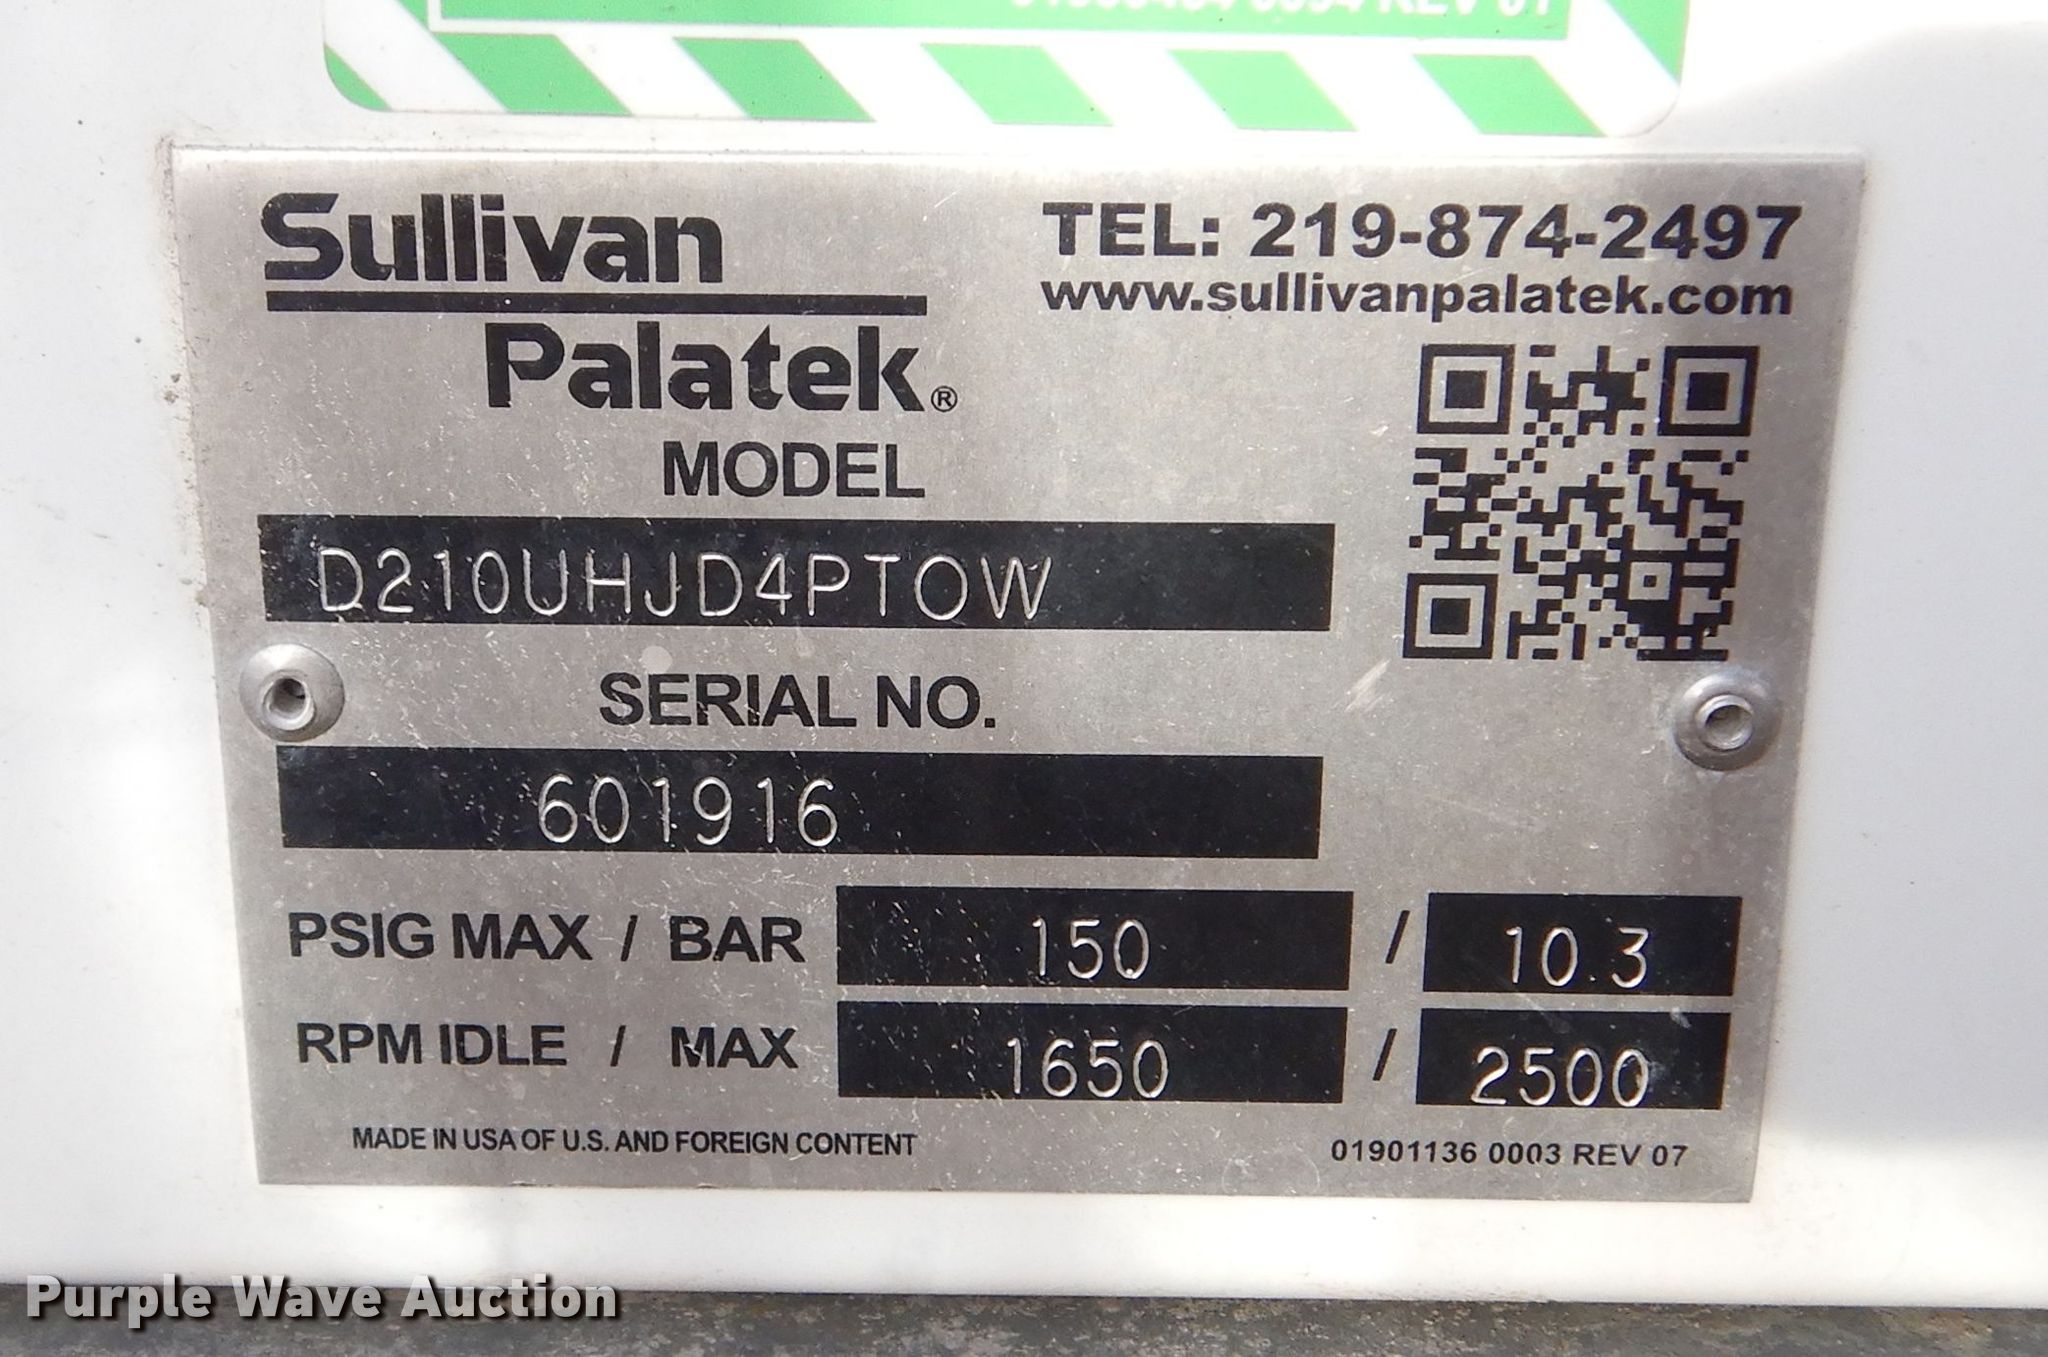 REV 07
Sullivan
Palatek®
TEL: 219-874-2497
www.sullivanpalatek.com
MODEL
D210UHJD4PTOW
SERIAL NO.
601916
PSIG MAX / BAR 150 / 10.3
RPM IDLE / MAX 1650 / 2500
MADE IN USA OF U.S. AND FOREIGN CONTENT
01901136 0003 REV 07
Purple Wave Auction